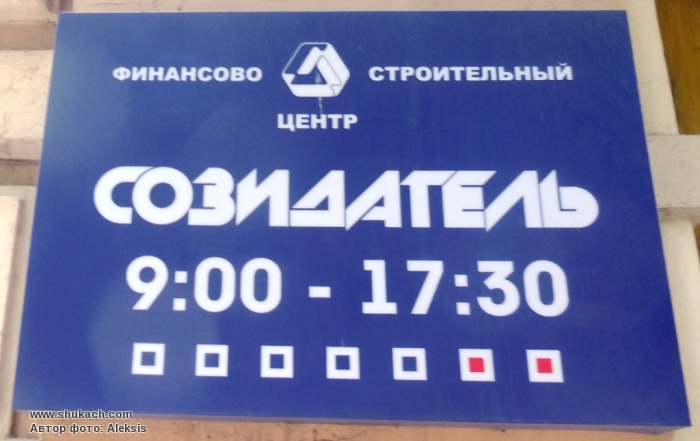 ФИНАНСОВО СТРОИТЕЛЬНЫЙ
ЦЕНТР
СОЗИДАТЕЛЬ
9:00 - 17:30
www.shukach.com
Автор фото: Aleksis